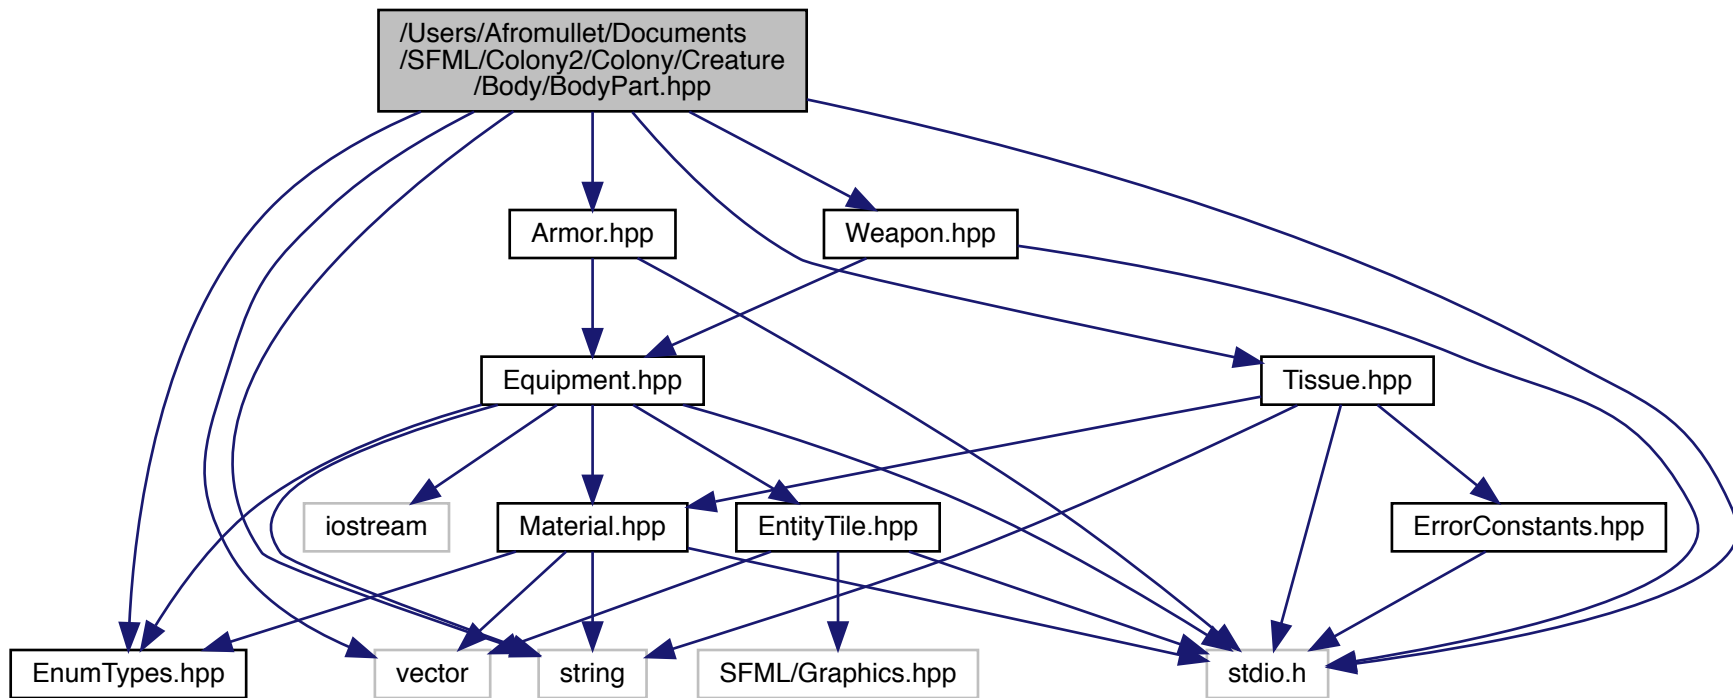 /Users/Afromullet/Documents
/SFML/Colony2/Colony/Creature
/Body/BodyPart.hpp
Armor.hpp
Weapon.hpp
Equipment.hpp
Tissue.hpp
iostream
Material.hpp
EntityTile.hpp
ErrorConstants.hpp
EnumTypes.hpp
vector
string
SFML/Graphics.hpp
stdio.h